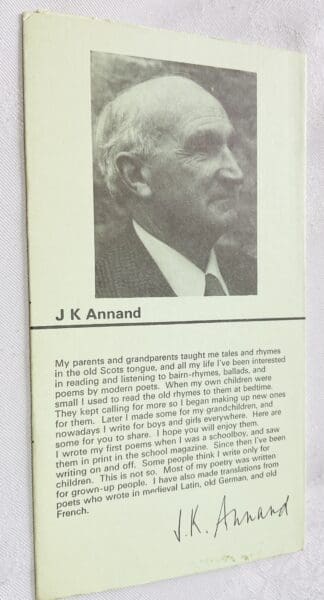 J K Annand
My parents and grandparents taught me tales and rhymes
in the old Scots tongue, and all my life I've been interested
in reading and listening to bairn-rhymes, ballads, and
poems by modern poets. When my own children were
small I used to read the old rhymes to them at bedtime.
They kept calling for more so I began making up new ones
for them. Later I made some for my grandchildren, and
nowadays I write for boys and girls everywhere. Here are
some for you to share. I hope you will enjoy them.
I wrote my first poems when I was a schoolboy, and saw
them in print in the school magazine. Since then I've been
writing on and off. Some people think I write only for
children. This is not so. Most of my poetry was written
for grown-up people. I have also made translations from
poets who wrote in medieval Latin, old German, and old
French.
J.K. Annand